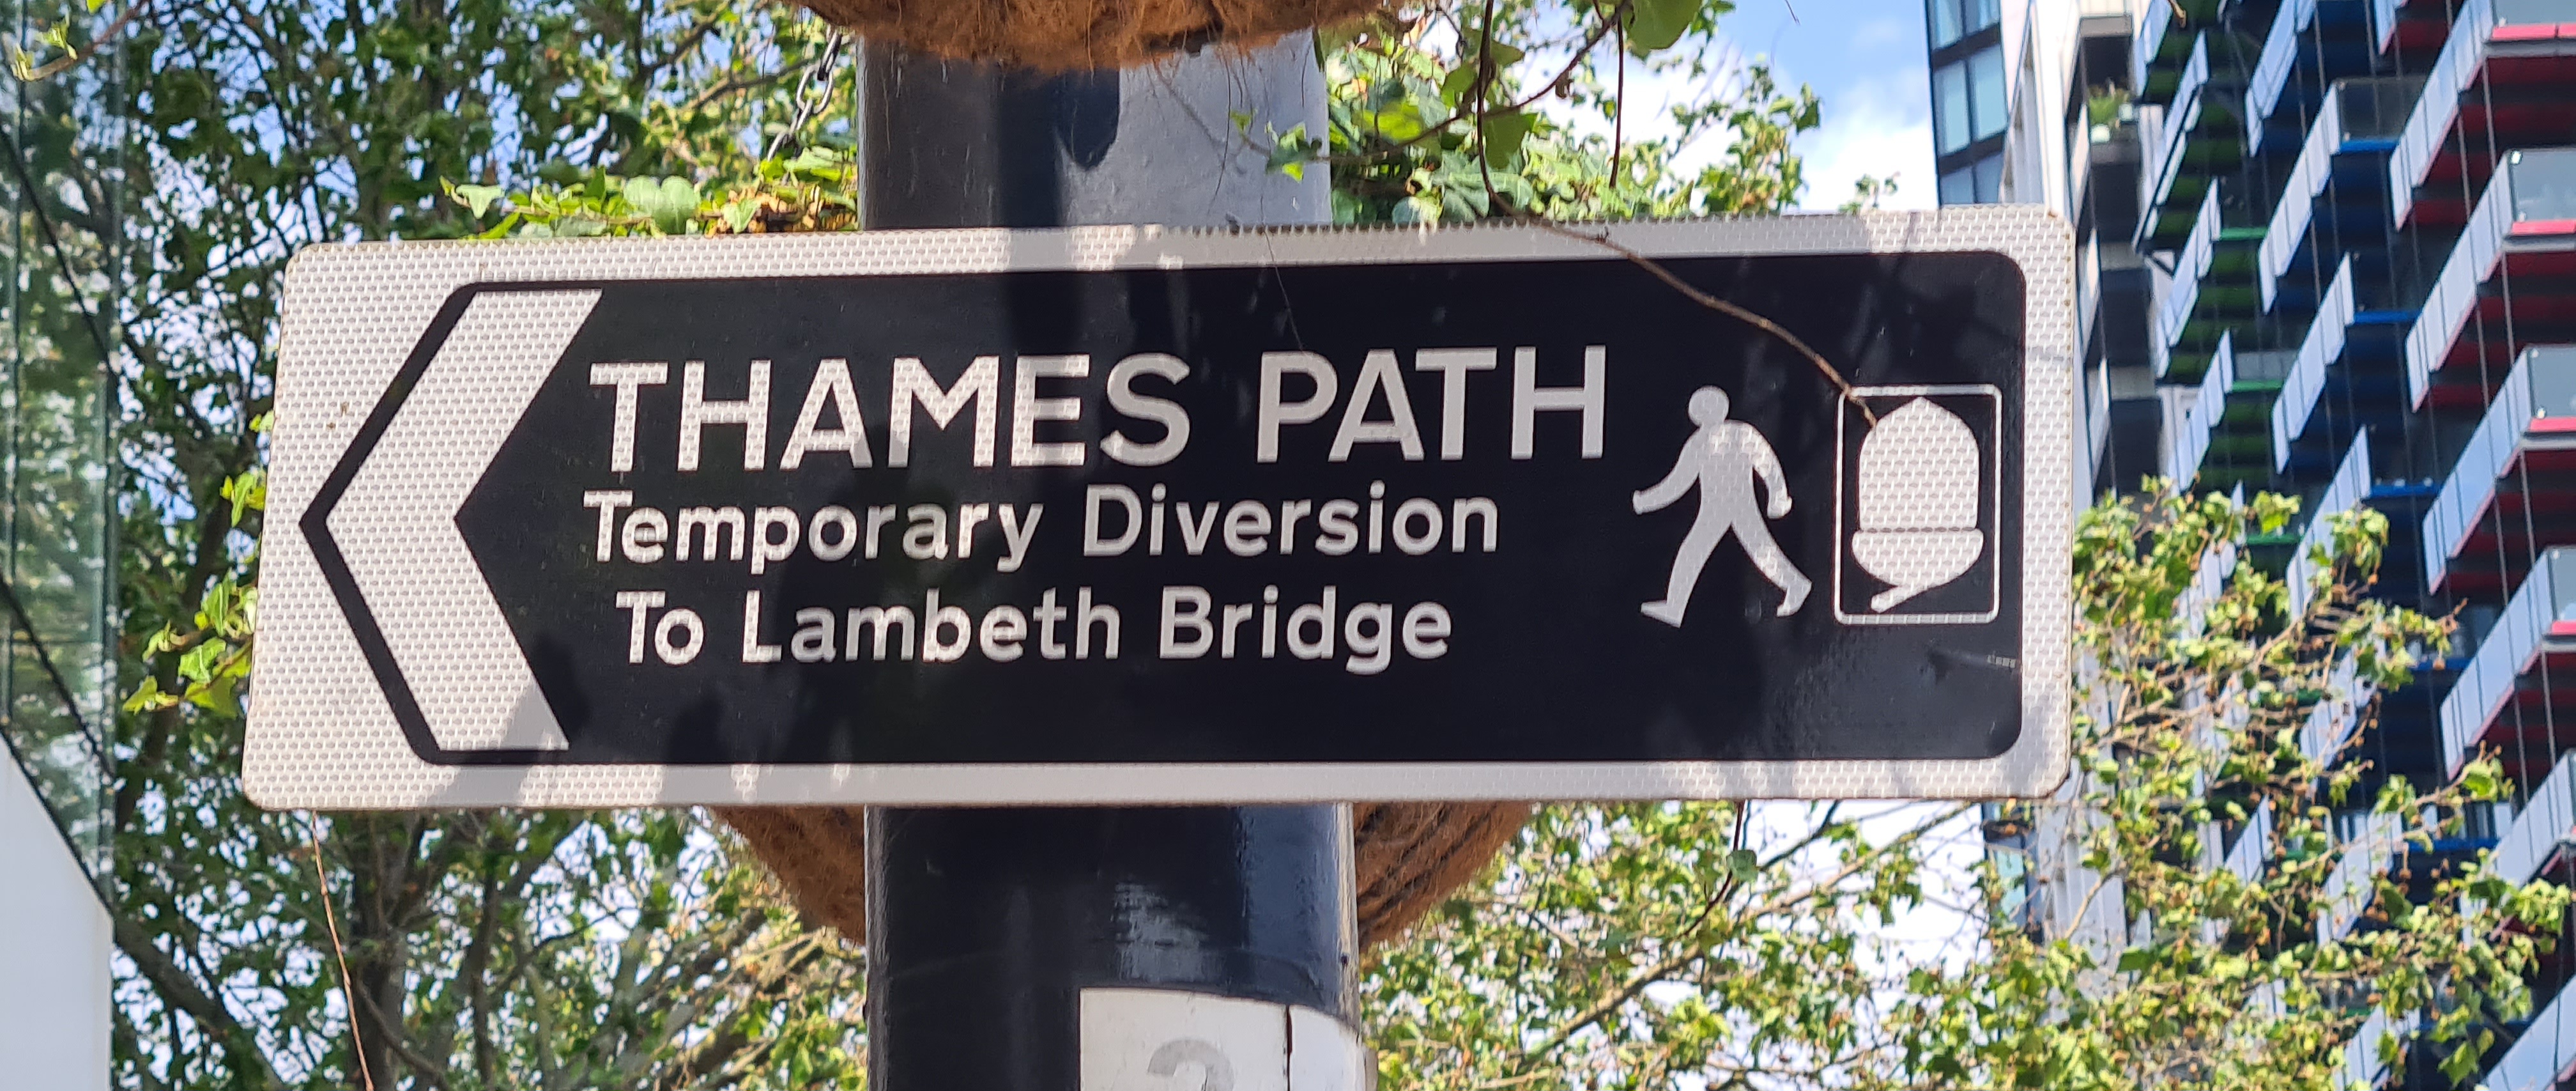 THAMES PATH
Temporary Diversion
To Lambeth Bridge